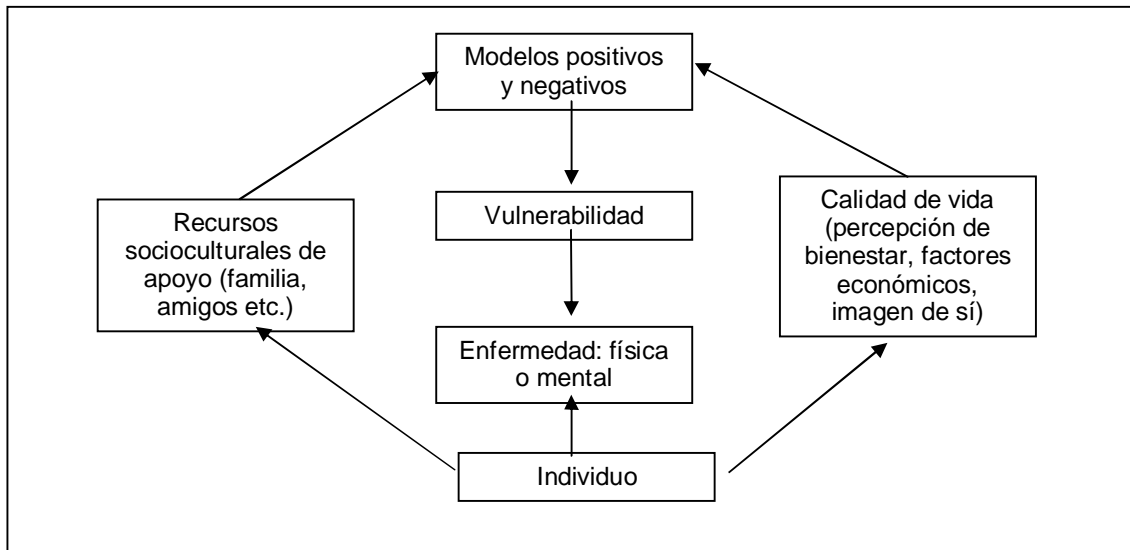 Modelos positivos
y negativos
Recursos
socioculturales de
apoyo (familia,
amigos etc.)
Vulnerabilidad
Calidad de vida
(percepción de
bienestar, factores
económicos,
imagen de sí)
Enfermedad: física
o mental
Individuo